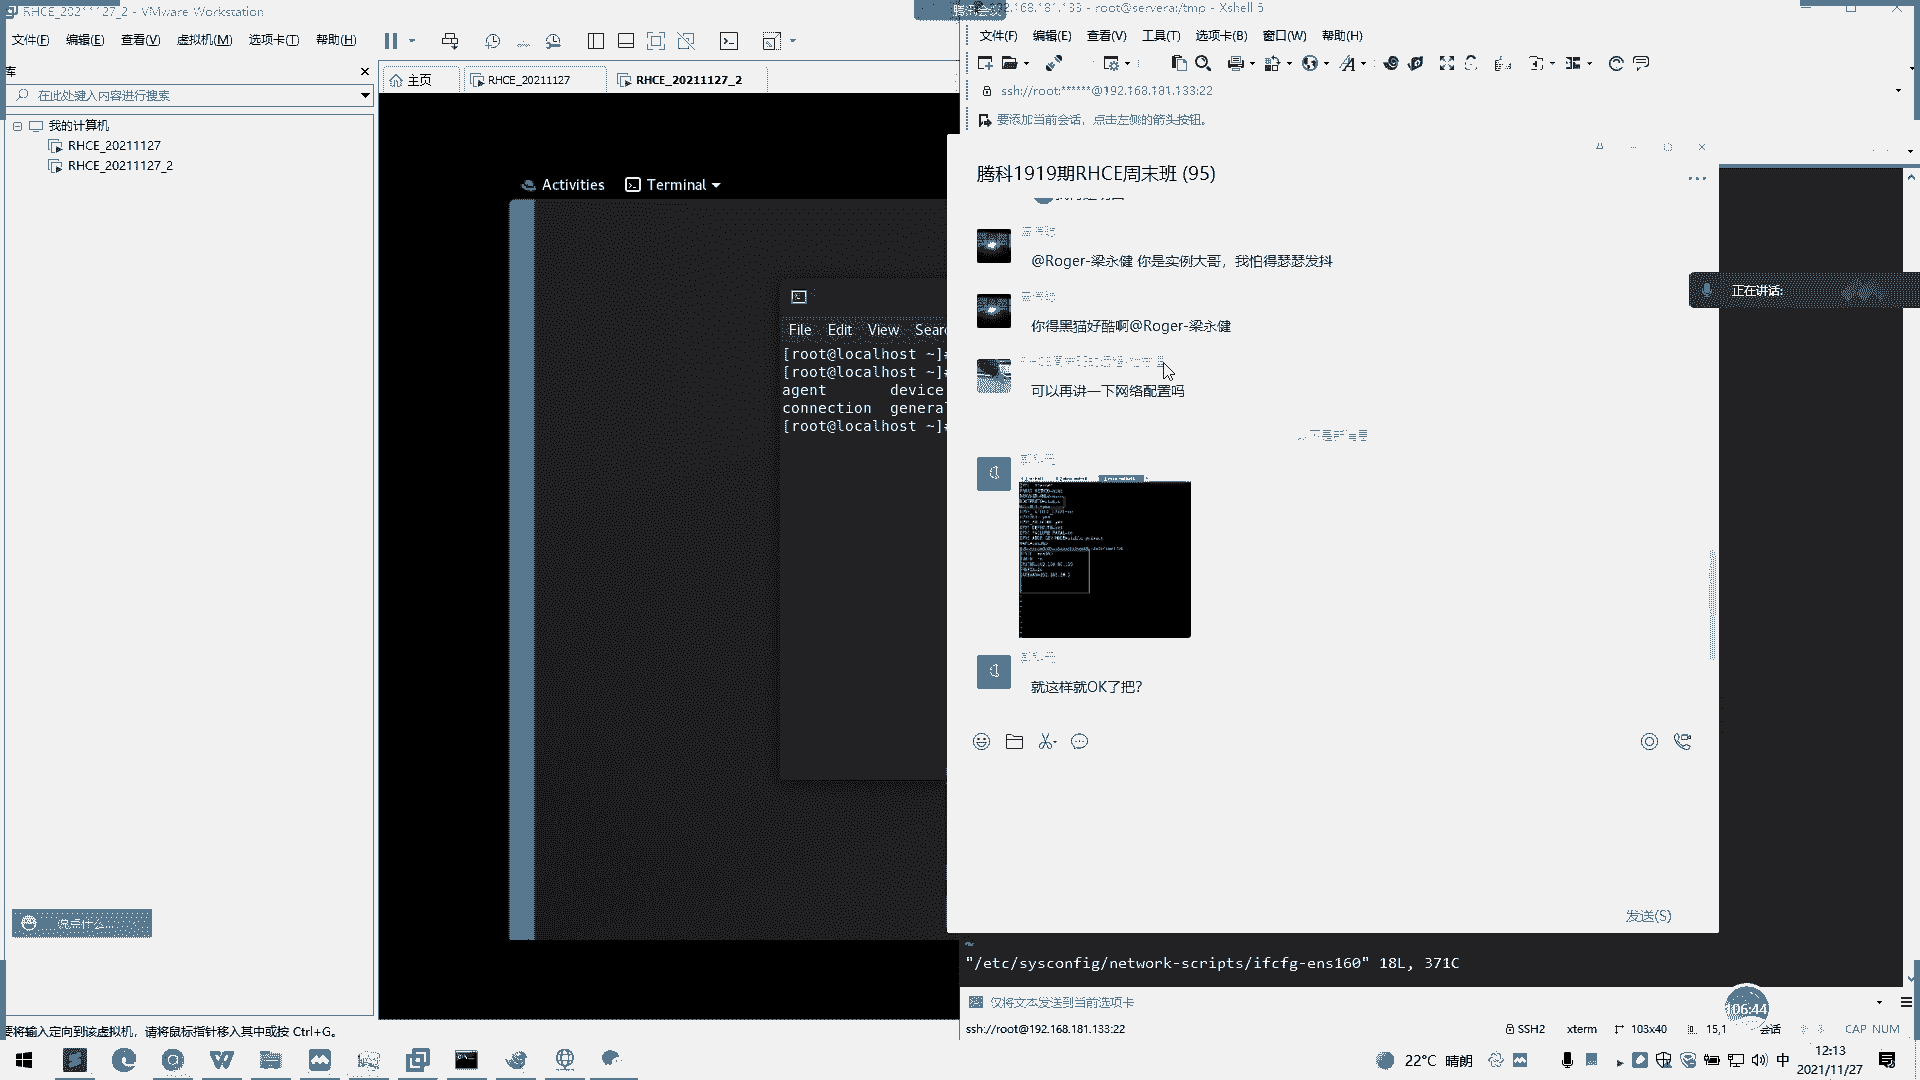 RHCE_20211127_2 - VMware Workstation
文件(F) 编辑(E) 查看(V) 虚拟机(M) 选项卡(T) 帮助(H)
库
在此处键入内容进行搜索
我的计算机
RHCE_20211127
RHCE_20211127_2
主页
RHCE_20211127
RHCE_20211127_2
Activities
Terminal
File Edit View Sear
[root@localhost ~]#
[root@localhost ~]#
agent device
connection genera
[root@localhost ~]#
说点什么...
要将输入定向到该虚拟机，请将鼠标指针移入其中或按 Ctrl+G。
腾讯会议
.168.181.133 - root@servera:/tmp - Xshell 6
文件(F) 编辑(E) 查看(V) 工具(T) 选项卡(B) 窗口(W) 帮助(H)
ssh://root:******@192.168.181.133:22
要添加当前会话，点击左侧的箭头按钮。
腾科1919期RHCE周末班 (95)
@Roger-梁永健 你是实例大哥，我怕得瑟瑟发抖
你得黑猫好酷啊@Roger-梁永健
可以再讲一下网络配置吗
就这样就OK了把?
发送(S)
正在讲话:
"/etc/sysconfig/network-scripts/ifcfg-ens160" 18L, 371C
仅将文本发送到当前选项卡
ssh://root@192.168.181.133:22
SSH2 xterm 103x40 15,1 会话 CAP NUM
106:44
22°C 晴朗
中
12:13
2021/11/27